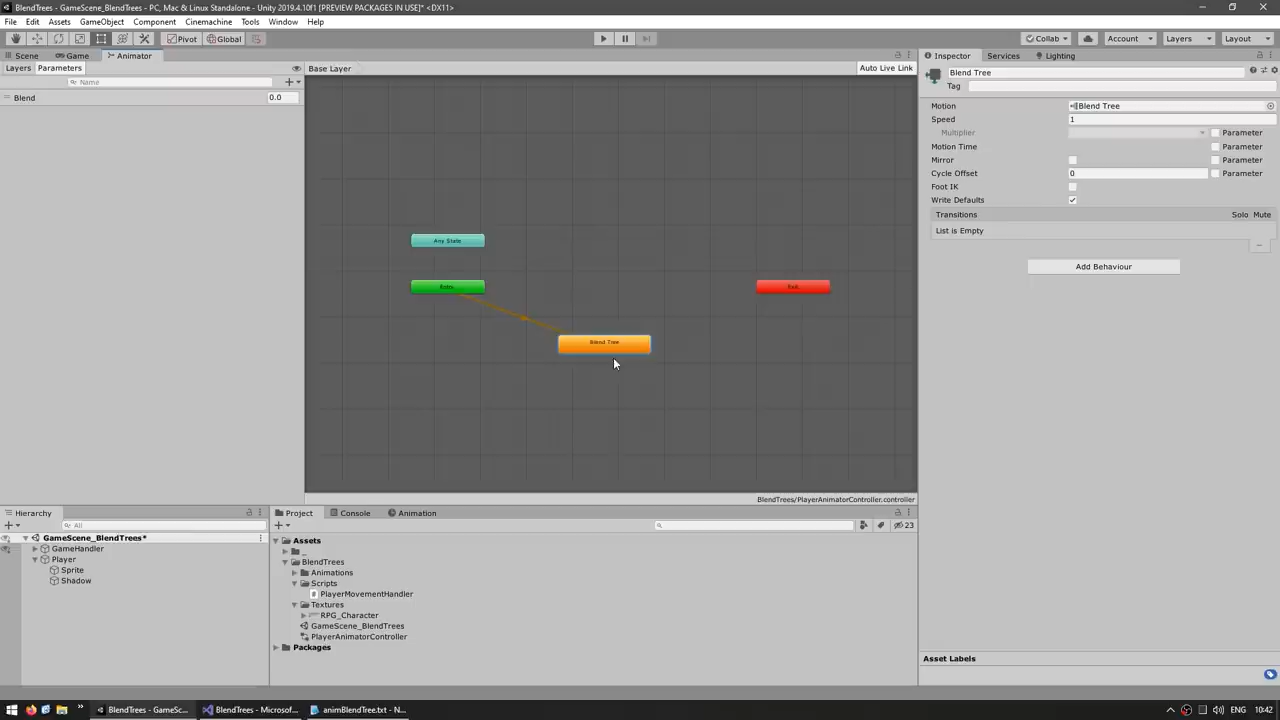 BlendTrees - GameScene_BlendTrees - PC, Mac & Linux Standalone - Unity 2019.4.10f1 [PREVIEW PACKAGES IN USE]* <DX11>
File Edit Assets GameObject Component Cinemachine Tools Window Help
Pivot Global Collab Account Layers Layout
Scene Game Animator Inspector Services Lighting
Layers Parameters Base Layer Auto Live Link
Blend Tree
Name
Tag
Blend 0.0
Motion Blend Tree
Speed 1
Multiplier Parameter
Motion Time Parameter
Mirror Parameter
Cycle Offset 0 Parameter
Foot IK
Write Defaults
Transitions Solo Mute
List is Empty
Any State
Add Behaviour
Entry
Exit
Blend Tree
BlendTrees/PlayerAnimatorController.controller
Hierarchy Project Console Animation
All 23
GameScene_BlendTrees*
GameHandler
Player
Sprite
Shadow
Assets
_
BlendTrees
Animations
Scripts
PlayerMovementHandler
Textures
RPG_Character
GameScene_BlendTrees
PlayerAnimatorController
Packages
Asset Labels
BlendTrees - GameSc... BlendTrees - Microsof... animBlendTree.txt - N... ENG 10:42